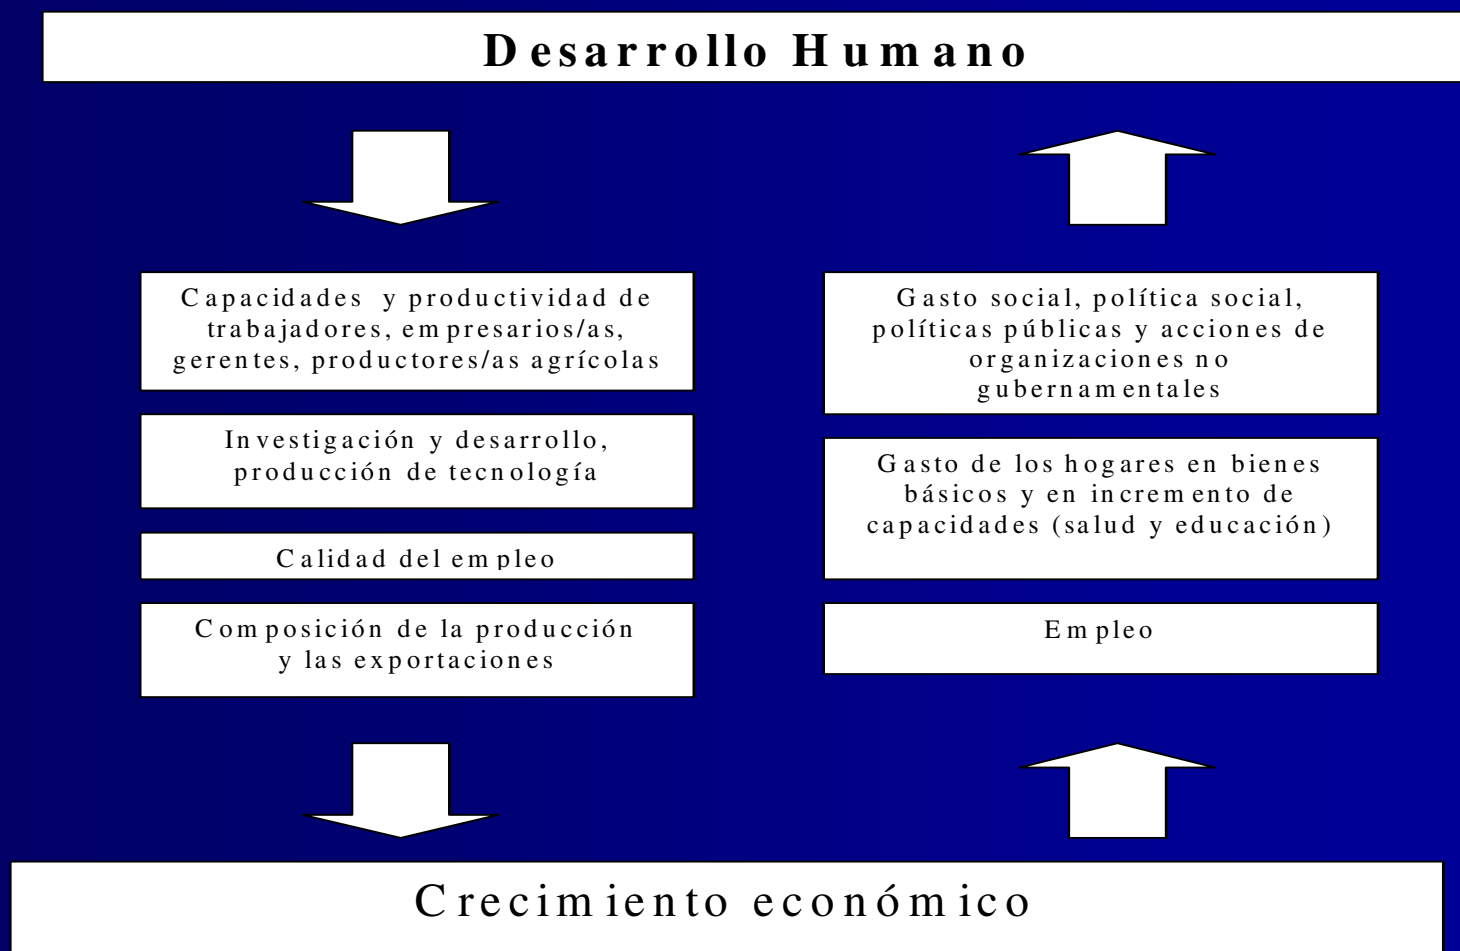 Desarrollo Humano
Capacidades y productividad de
trabajadores, empresarios/as,
gerentes, productores/as agrícolas
Investigación y desarrollo,
producción de tecnología
Calidad del empleo
Composición de la producción
y las exportaciones
Gasto social, política social,
políticas públicas y acciones de
organizaciones no
gubernamentales
Gasto de los hogares en bienes
básicos y en incremento de
capacidades (salud y educación)
Empleo
Crecimiento económico